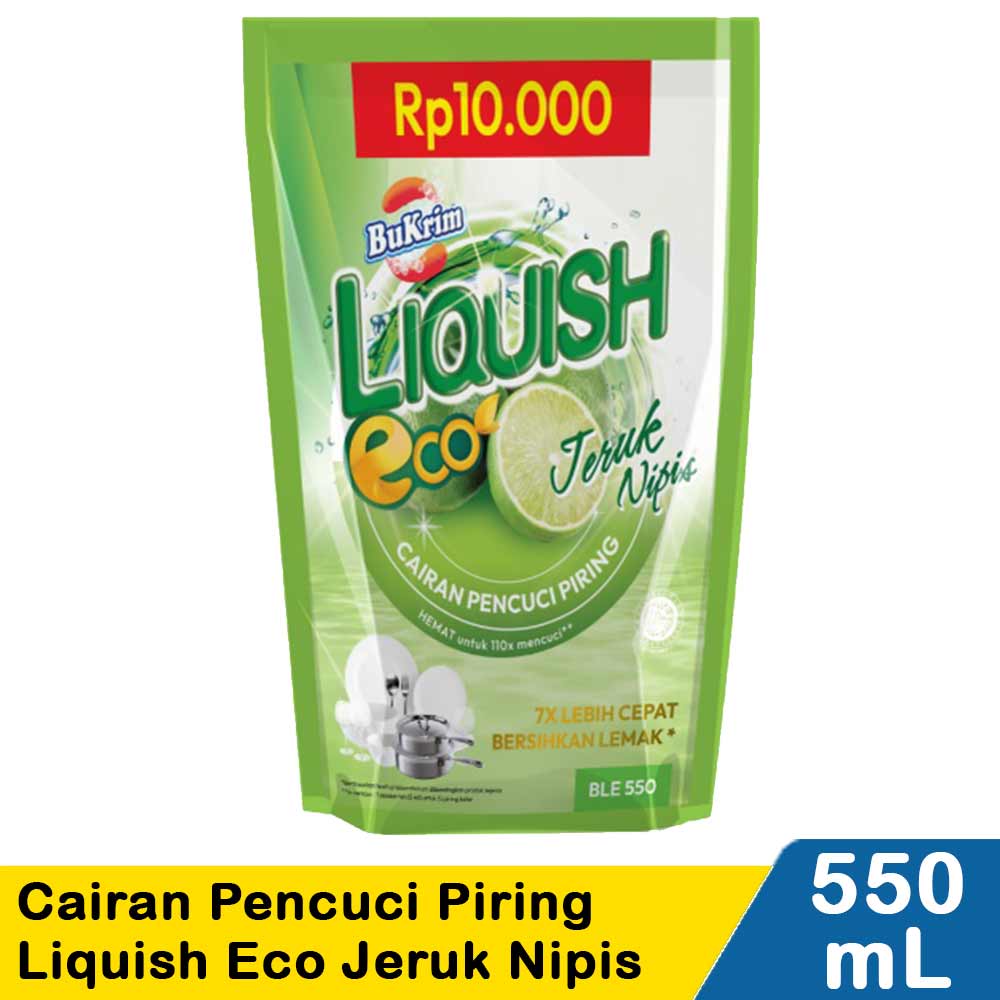 Rp10.000
BuKrim
LIQUISH
eco
Jeruk
Nipis
CAIRAN PENCUCI PIRING
HEMAT untuk 110x mencuci**
7X LEBIH CEPAT
BERSIHKAN LEMAK*
BLE 550
Cairan Pencuci Piring
Liquish Eco Jeruk Nipis
550
mL